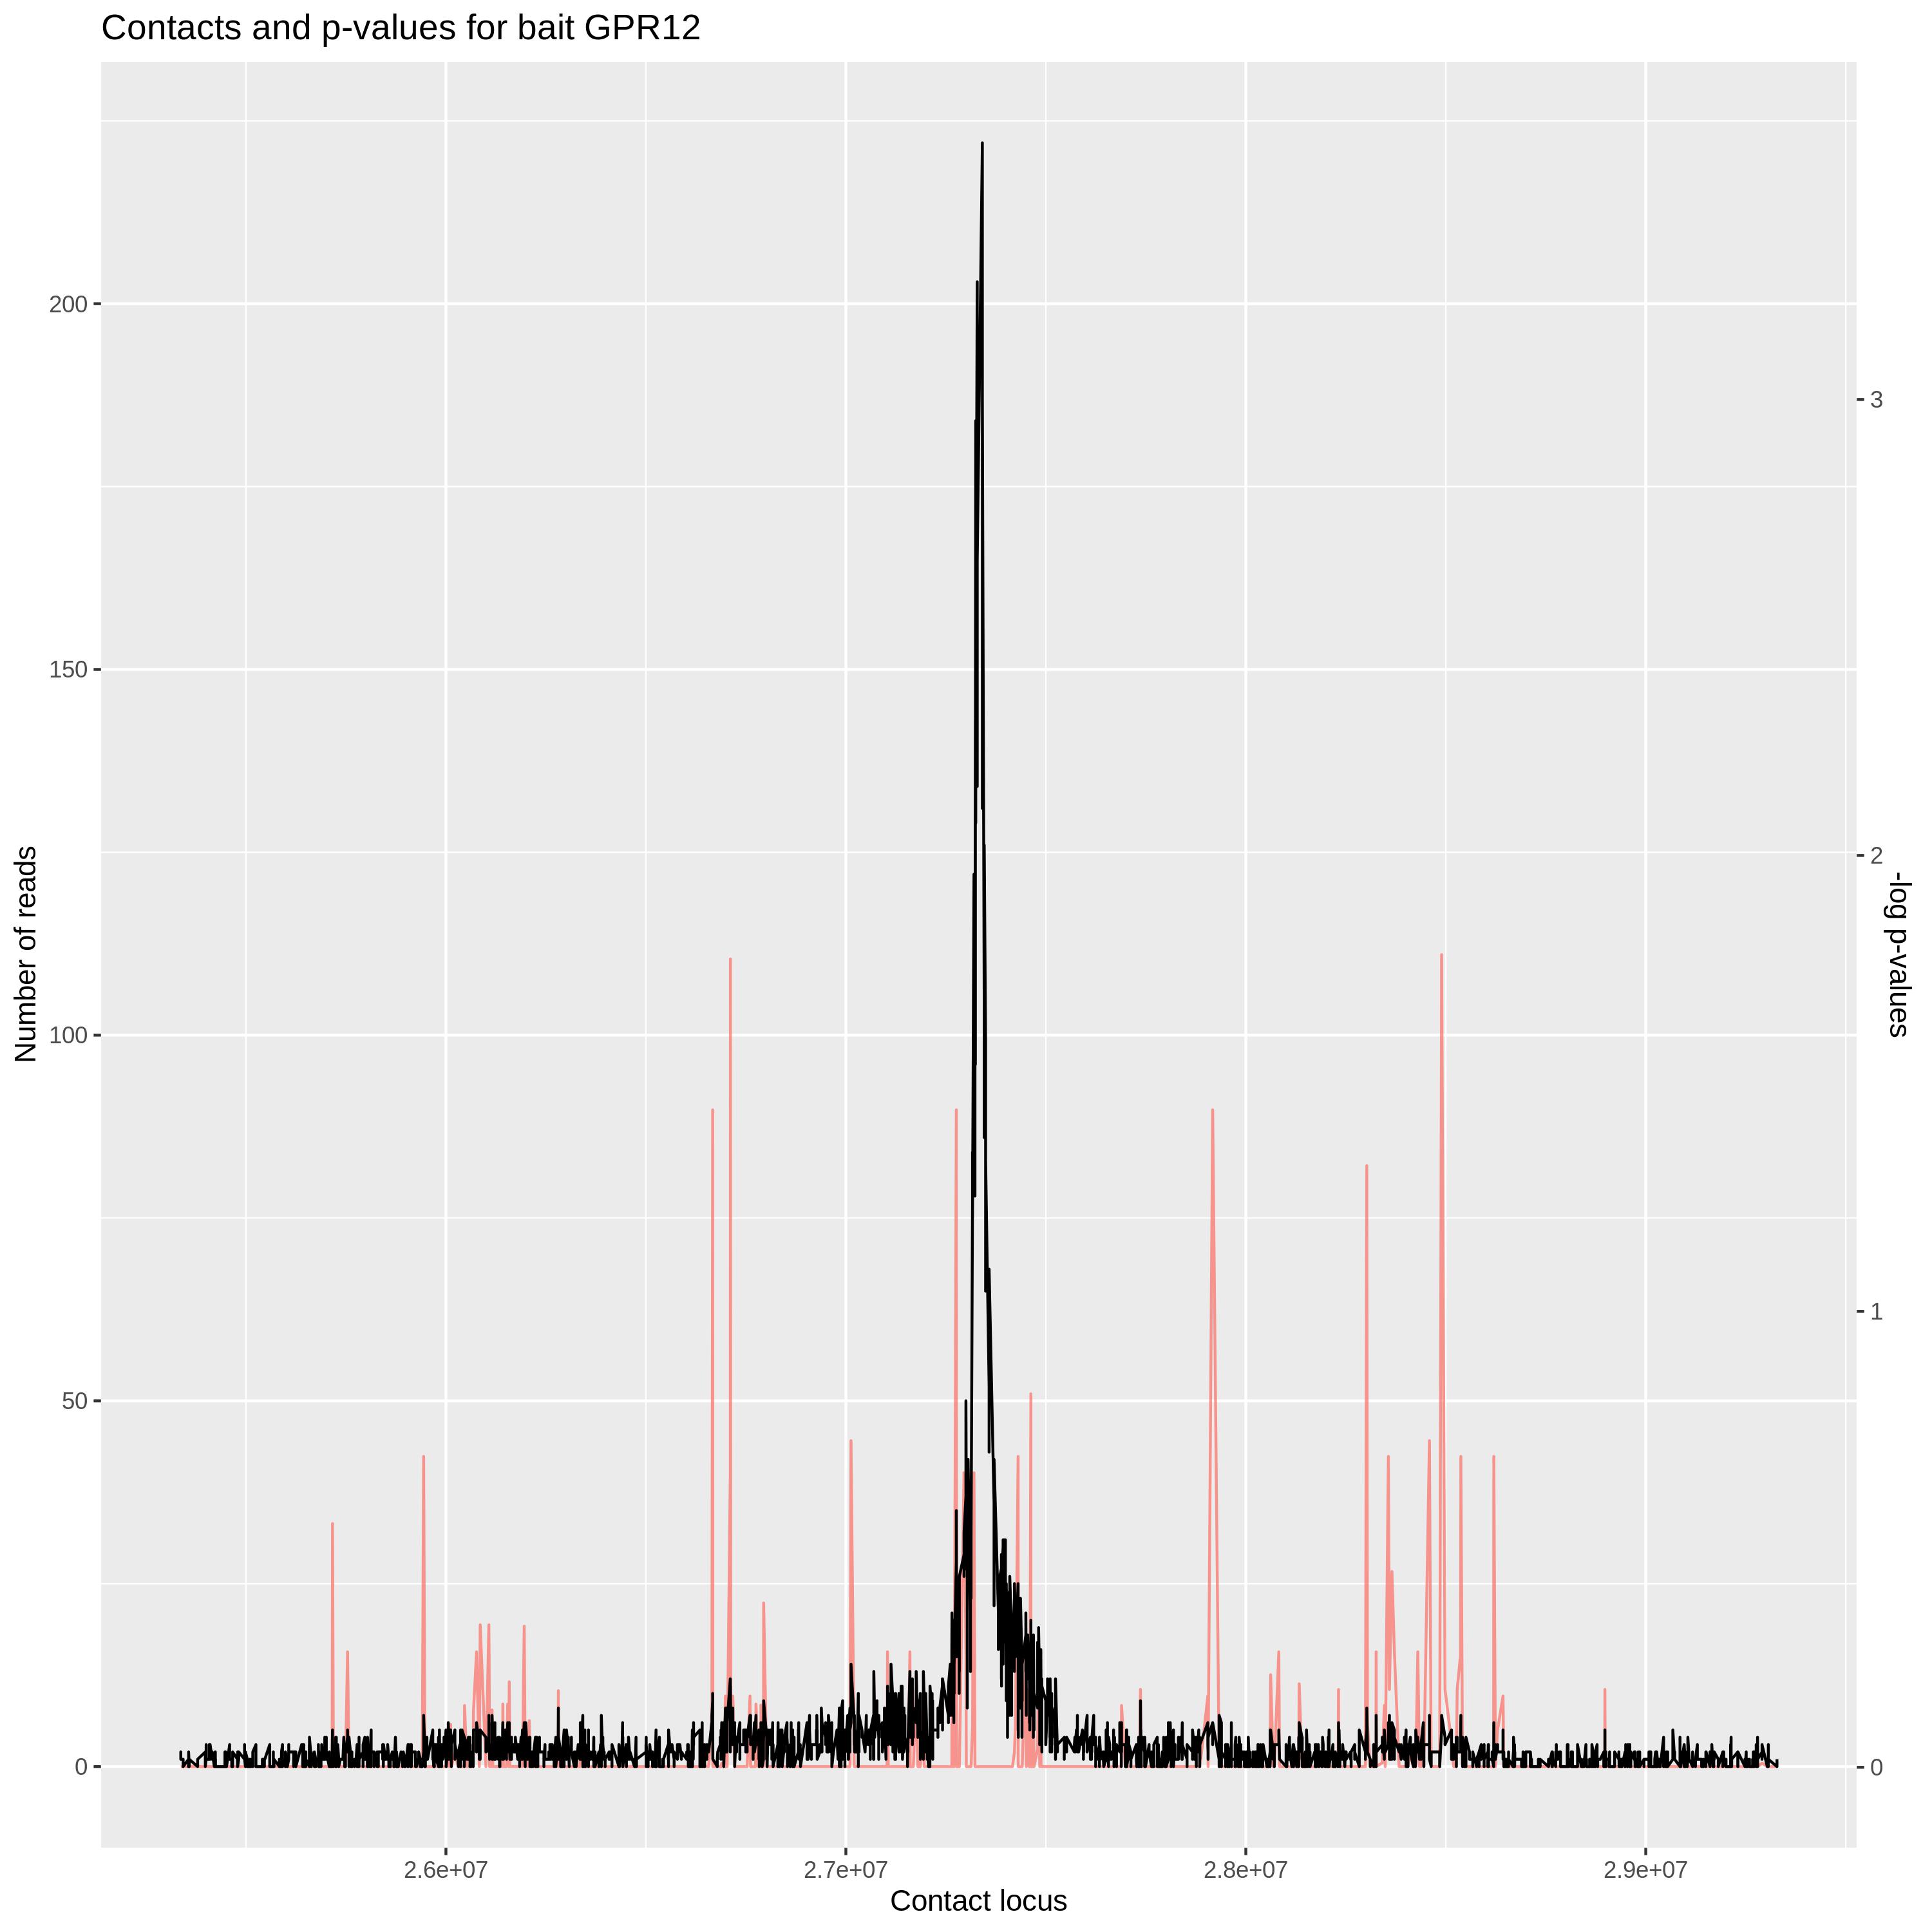 Contacts and p-values for bait GPR12
200
150
100
50
0
Number of reads
3
2
1
0
-log p-values
2.6e+07
2.7e+07
2.8e+07
2.9e+07
Contact locus